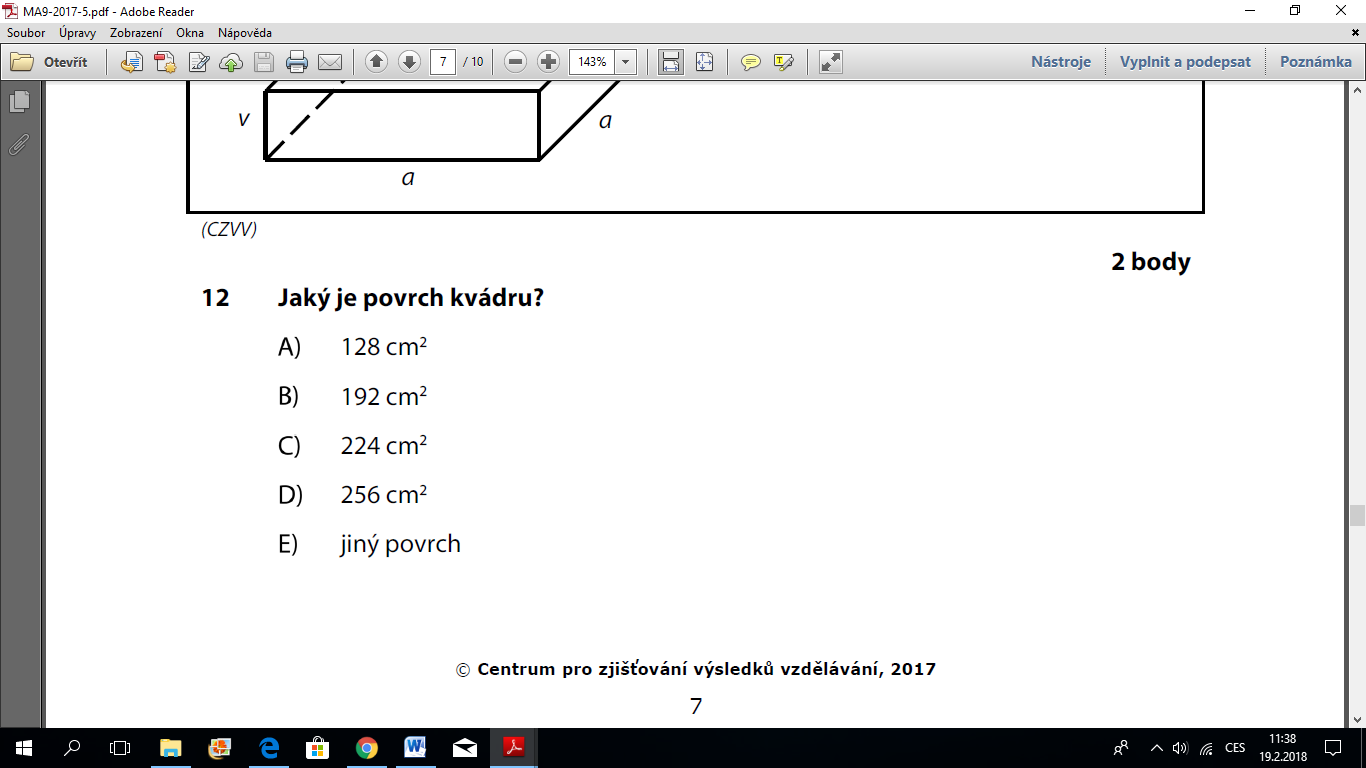 MA9-2017-5.pdf - Adobe Reader
Soubor Úpravy Zobrazení Okna Nápověda
Otevřít 7 / 10 143% Nástroje Vyplnit a podepsat Poznámka
v
a
a
(CZVV)
2 body
12 Jaký je povrch kvádru?
A) 128 cm²
B) 192 cm²
C) 224 cm²
D) 256 cm²
E) jiný povrch
© Centrum pro zjišťování výsledků vzdělávání, 2017
7
CES
11:38
19.2.2018